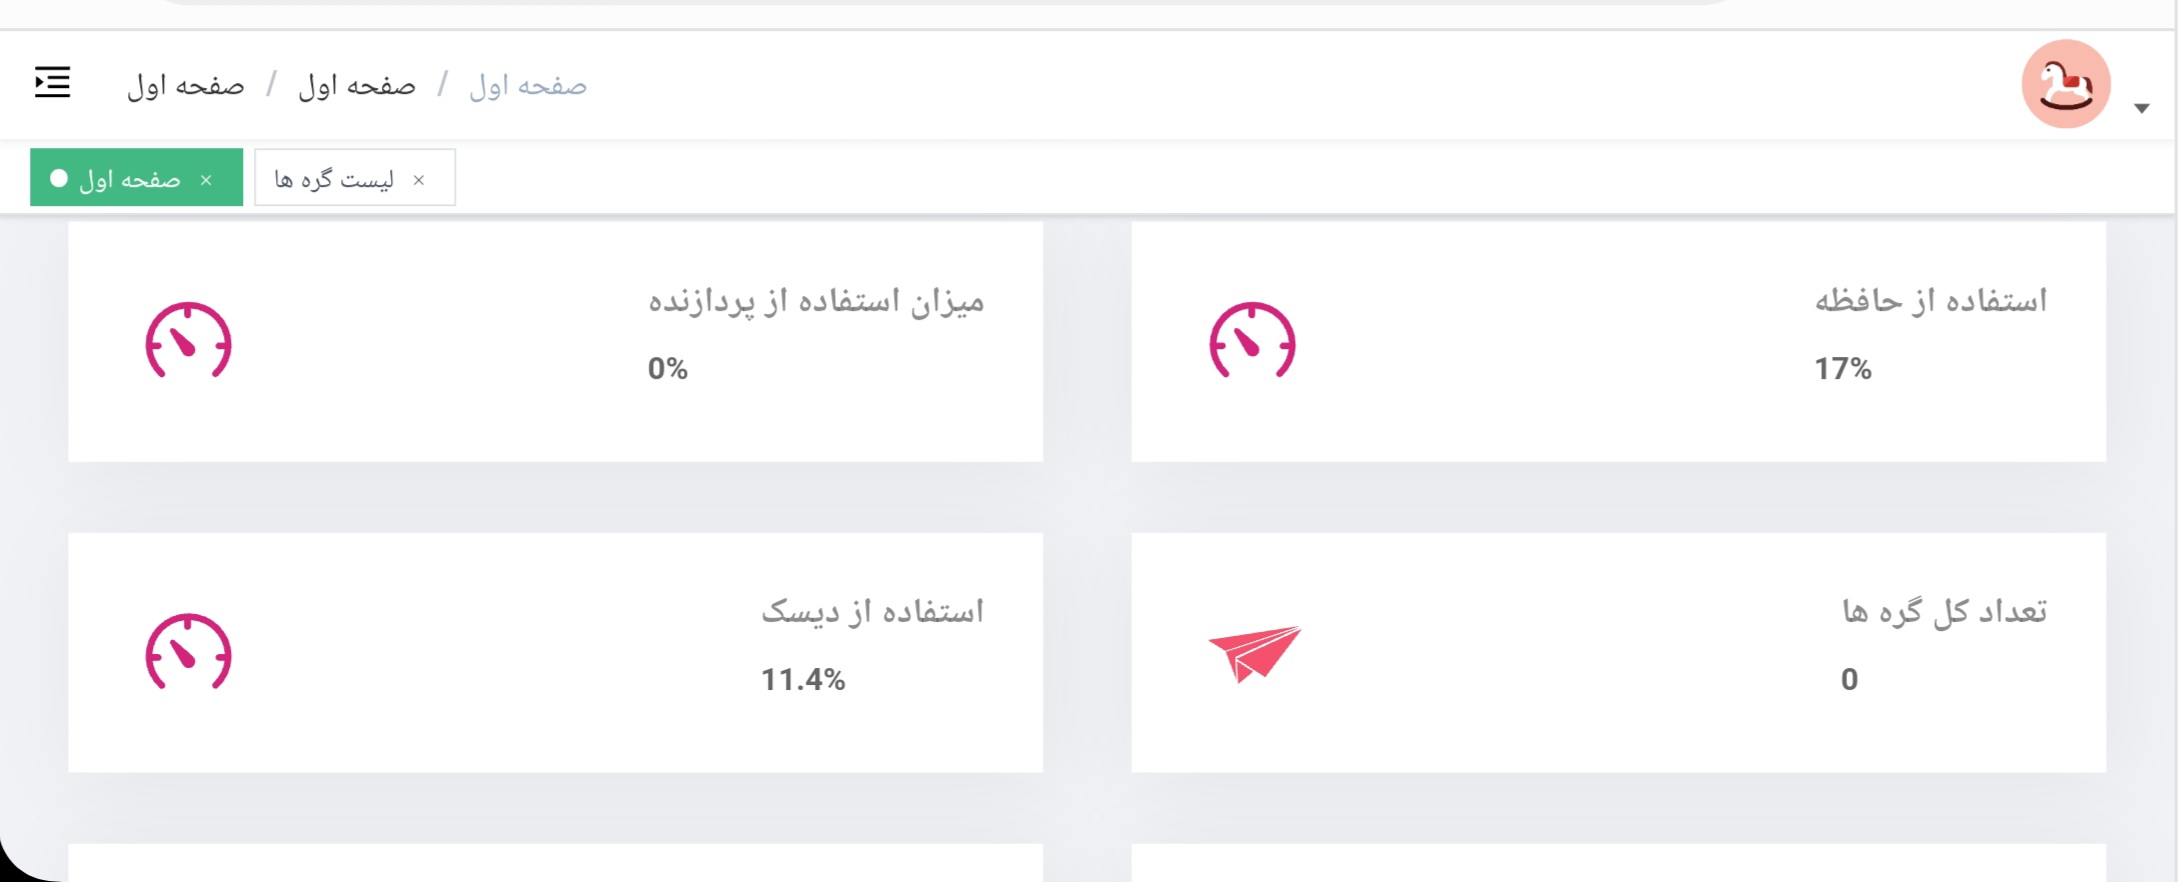 صفحه اول / صفحه اول / صفحه اول
صفحه اول ×
لیست گره ها ×
میزان استفاده از پردازنده
0%
استفاده از حافظه
17%
استفاده از دیسک
11.4%
تعداد کل گره ها
0